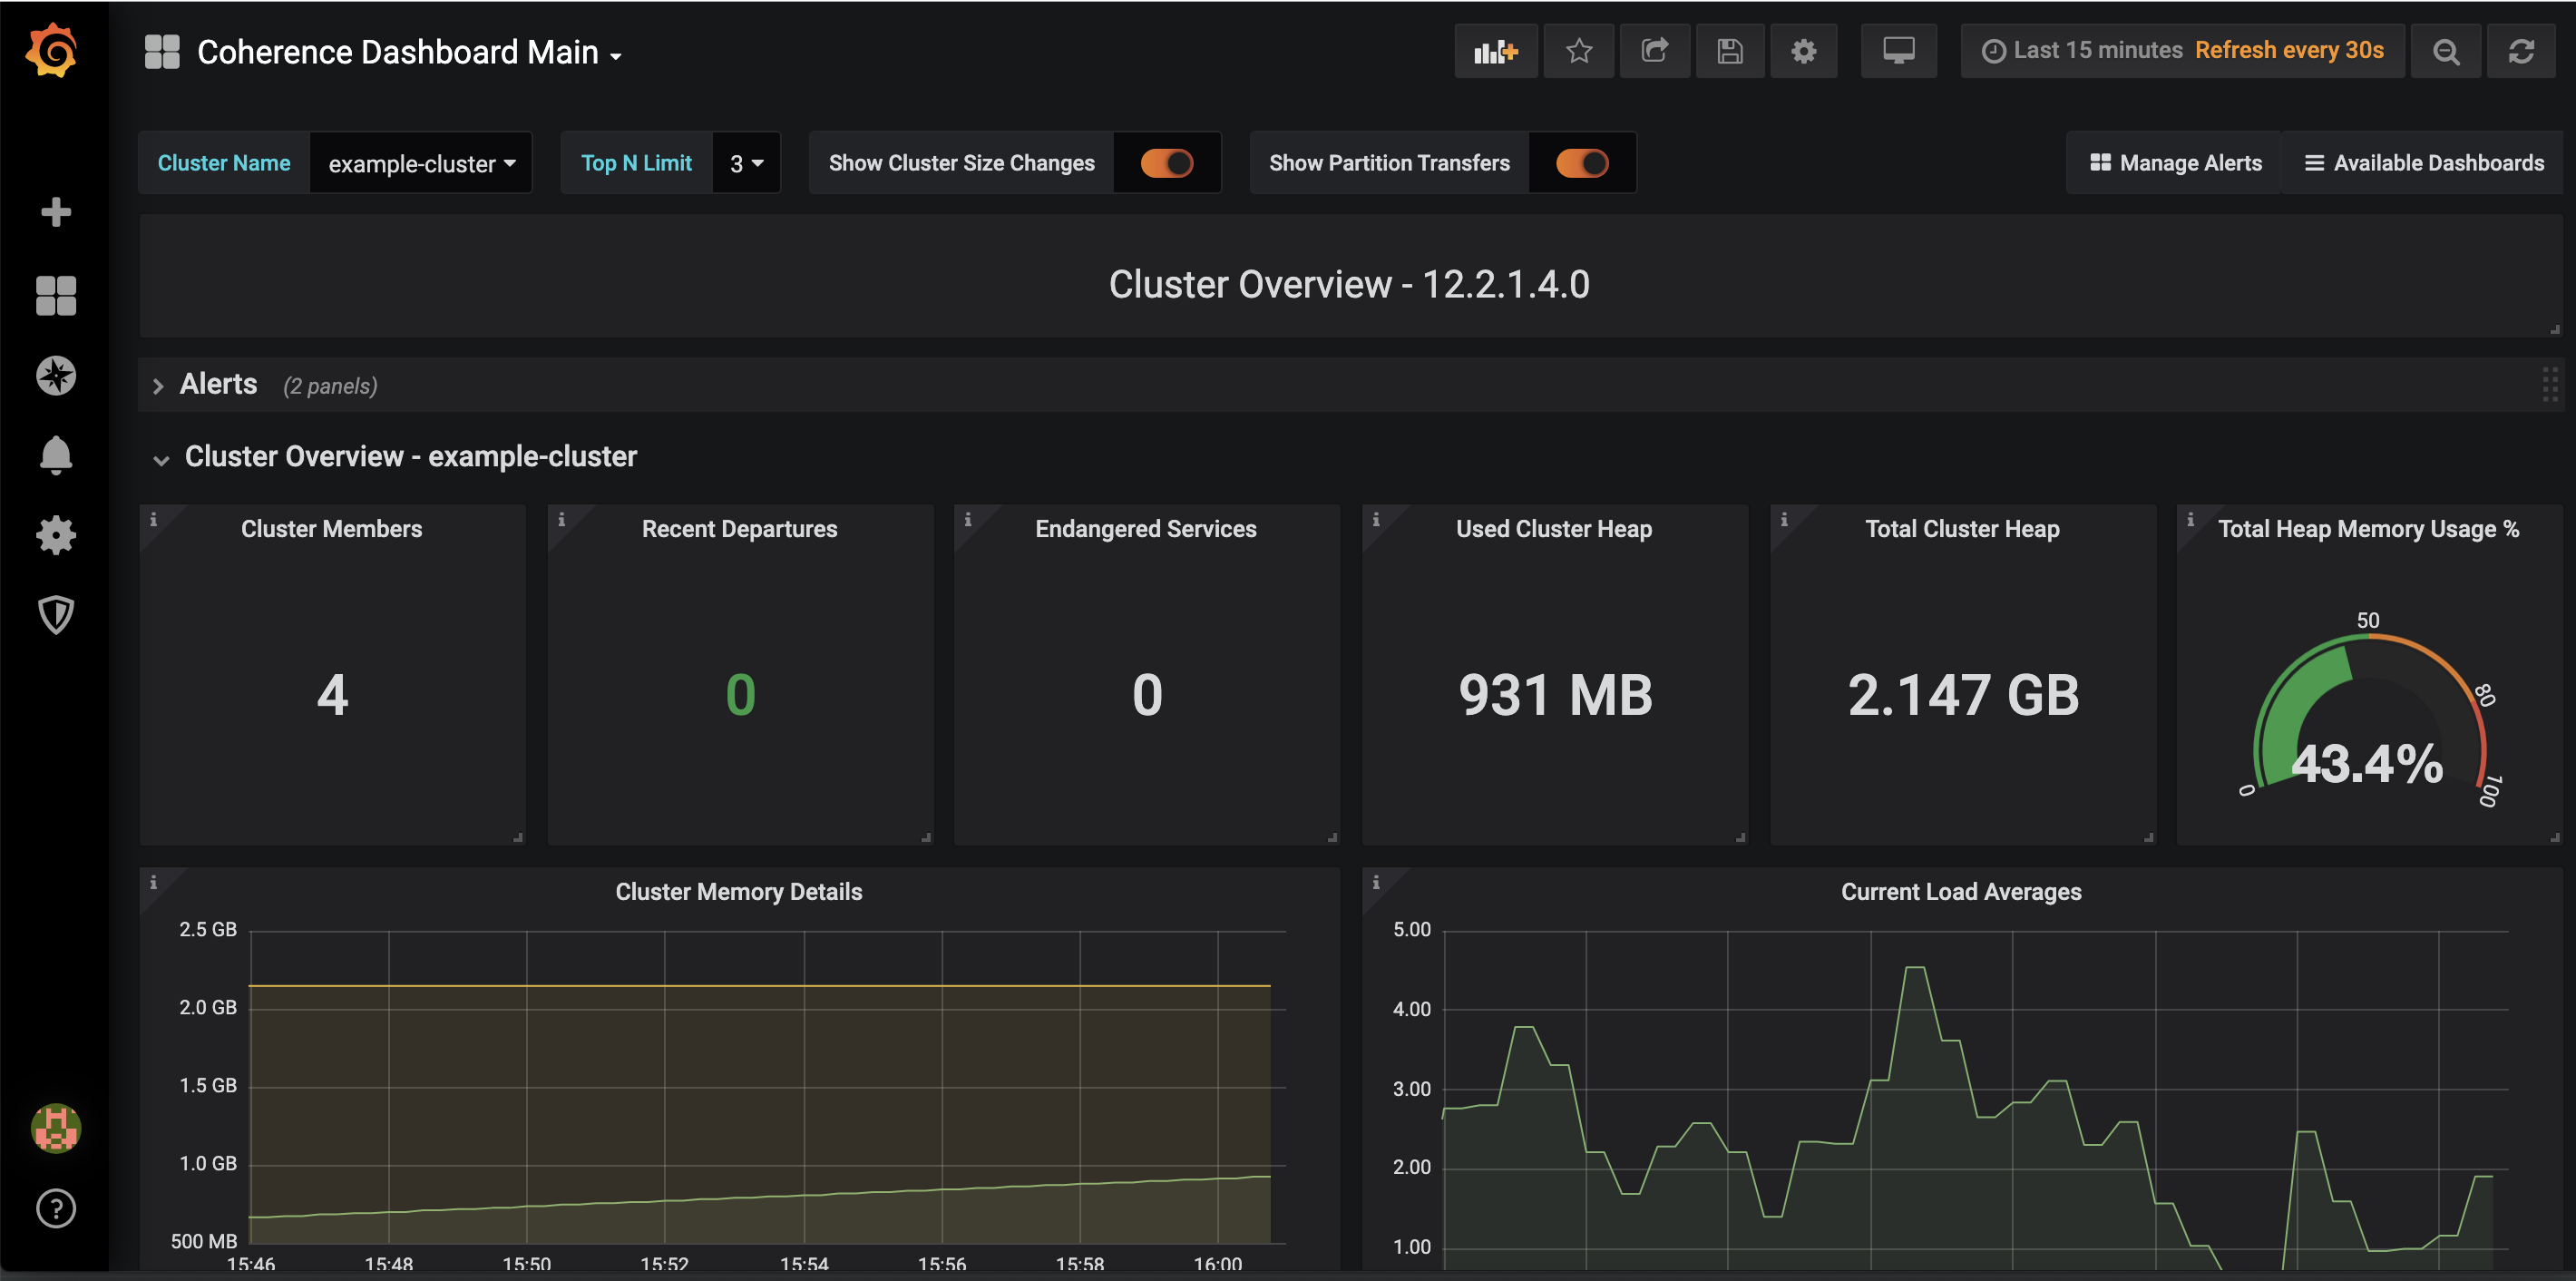 Coherence Dashboard Main
Last 15 minutes Refresh every 30s
Cluster Name example-cluster Top N Limit 3 Show Cluster Size Changes Show Partition Transfers Manage Alerts Available Dashboards
Cluster Overview - 12.2.1.4.0
Alerts (2 panels)
Cluster Overview - example-cluster
Cluster Members
4
Recent Departures
0
Endangered Services
0
Used Cluster Heap
931 MB
Total Cluster Heap
2.147 GB
Total Heap Memory Usage %
50
80
43.4%
0
100
Cluster Memory Details
2.5 GB
2.0 GB
1.5 GB
1.0 GB
500 MB
15:46 15:48 15:50 15:52 15:54 15:56 15:58 16:00
Current Load Averages
5.00
4.00
3.00
2.00
1.00